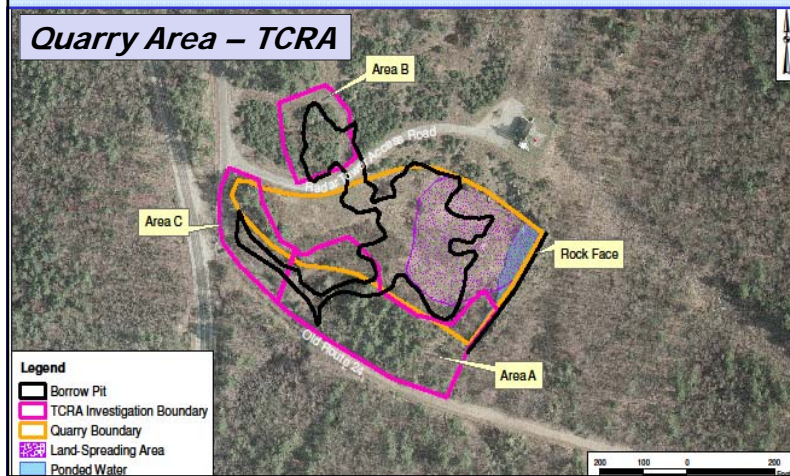 Quarry Area – TCRA
Area B
Radar Tower Access Road
Area C
Rock Face
Old Route 24
Area A
Legend
Borrow Pit
TCRA Investigation Boundary
Quarry Boundary
Land-Spreading Area
Ponded Water
200 100 0 200